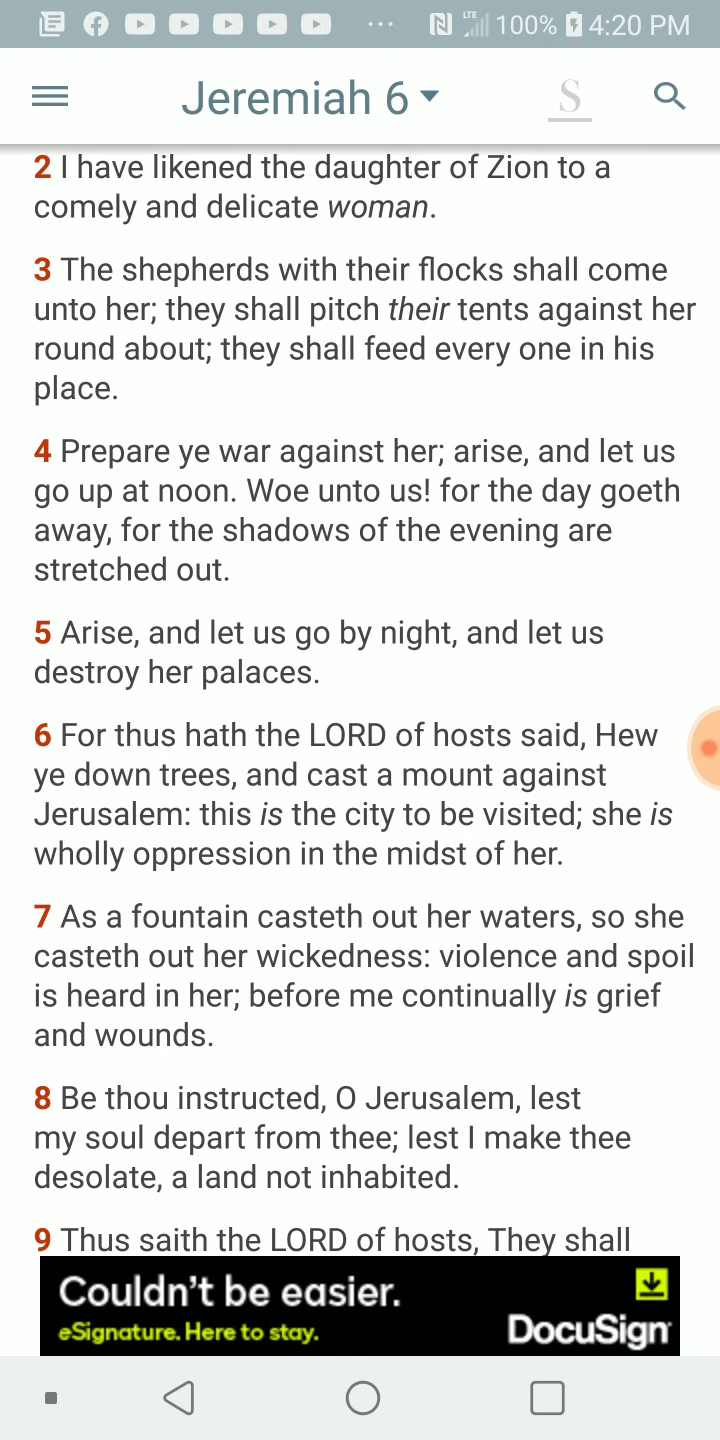 LTE 100% 4:20 PM
Jeremiah 6 S
2 I have likened the daughter of Zion to a
comely and delicate woman.
3 The shepherds with their flocks shall come
unto her; they shall pitch their tents against her
round about; they shall feed every one in his
place.
4 Prepare ye war against her; arise, and let us
go up at noon. Woe unto us! for the day goeth
away, for the shadows of the evening are
stretched out.
5 Arise, and let us go by night, and let us
destroy her palaces.
6 For thus hath the LORD of hosts said, Hew
ye down trees, and cast a mount against
Jerusalem: this is the city to be visited; she is
wholly oppression in the midst of her.
7 As a fountain casteth out her waters, so she
casteth out her wickedness: violence and spoil
is heard in her; before me continually is grief
and wounds.
8 Be thou instructed, O Jerusalem, lest
my soul depart from thee; lest I make thee
desolate, a land not inhabited.
9 Thus saith the LORD of hosts, They shall
Couldn't be easier.
eSignature. Here to stay.
DocuSign